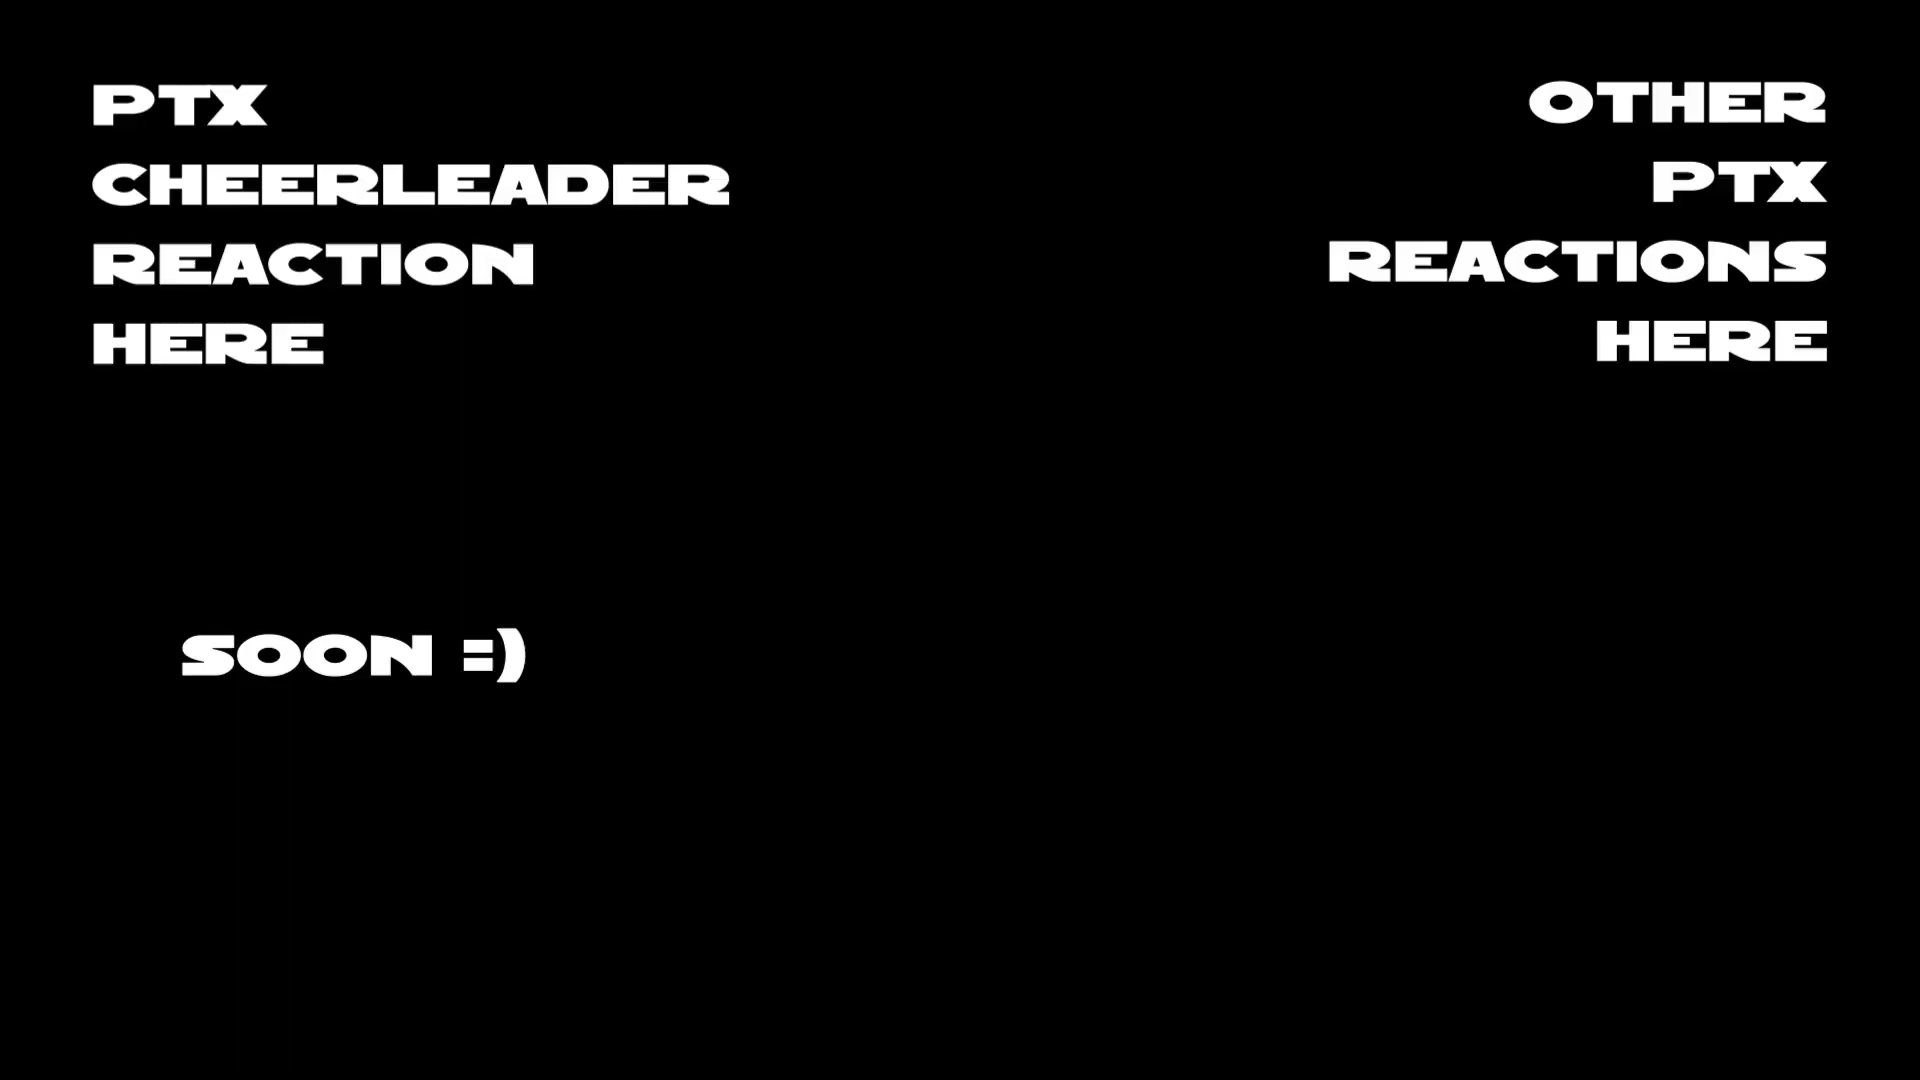 PTX
CHEERLEADER
REACTION
HERE
OTHER
PTX
REACTIONS
HERE
SOON =)